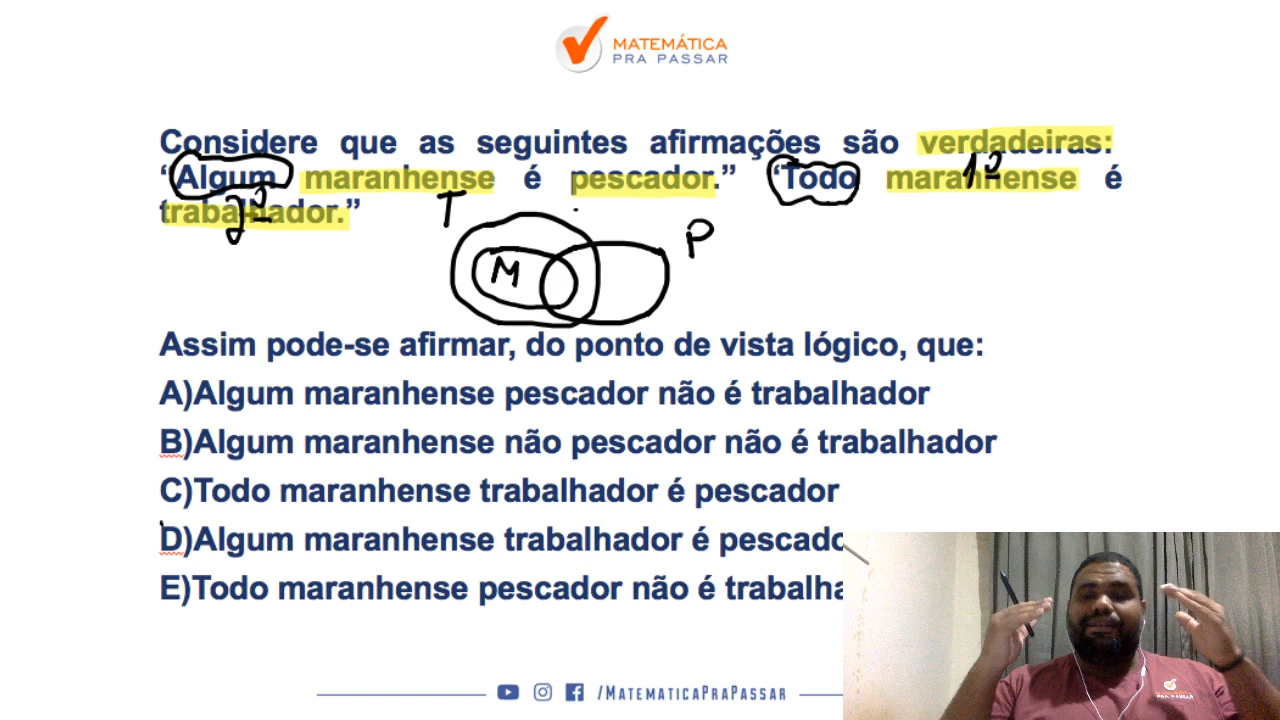 MATEMÁTICA
PRA PASSAR
Considere que as seguintes afirmações são verdadeiras:
“Algum maranhense é pescador.” “Todo maranhense é
trabalhador.”
1º
2º
T
P
M
Assim pode-se afirmar, do ponto de vista lógico, que:
A)Algum maranhense pescador não é trabalhador
B)Algum maranhense não pescador não é trabalhador
C)Todo maranhense trabalhador é pescador
D)Algum maranhense trabalhador é pescado
E)Todo maranhense pescador não é trabalha
/MATEMATICAPRAPASSAR